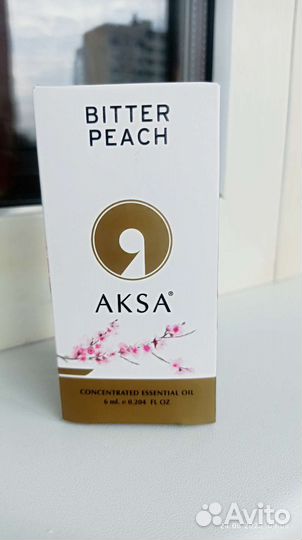 BITTER
PEACH
AKSA®
CONCENTRATED ESSENTIAL OIL
6 ml. e 0.204 FL OZ
Avito